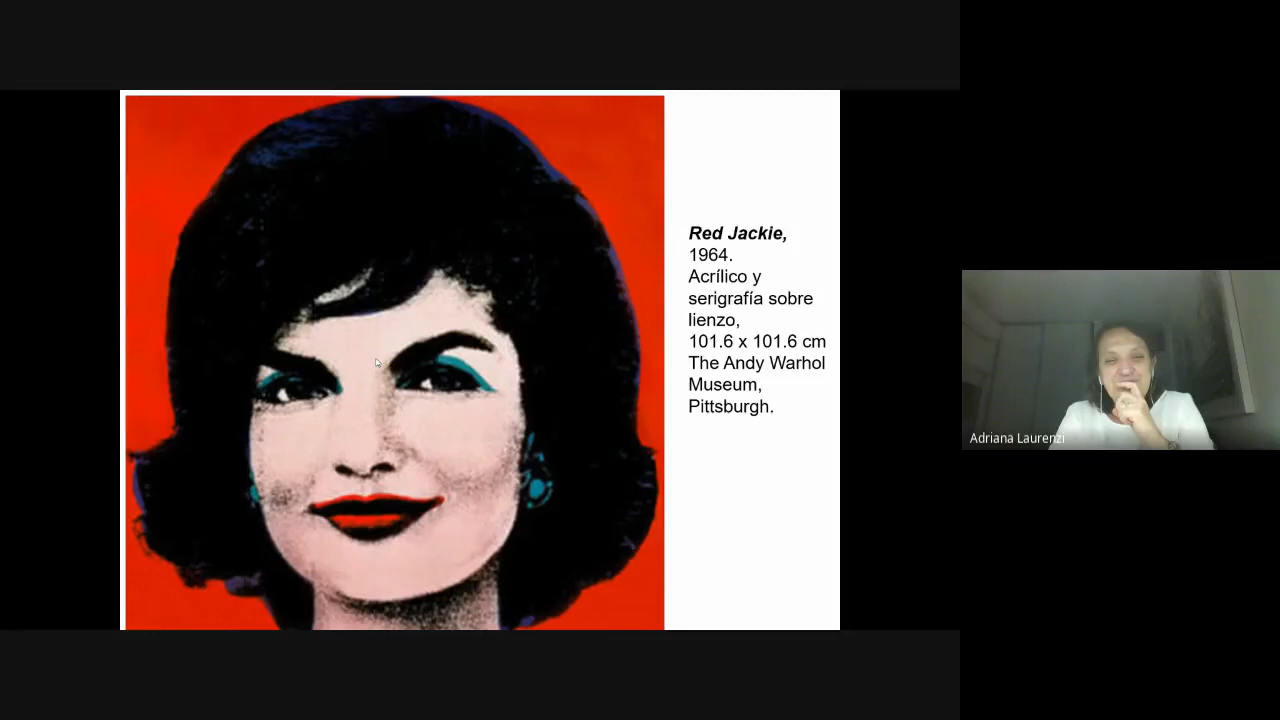 Red Jackie,
1964.
Acrílico y
serigrafía sobre
lienzo,
101.6 x 101.6 cm
The Andy Warhol
Museum,
Pittsburgh.
Adriana Laurenzi